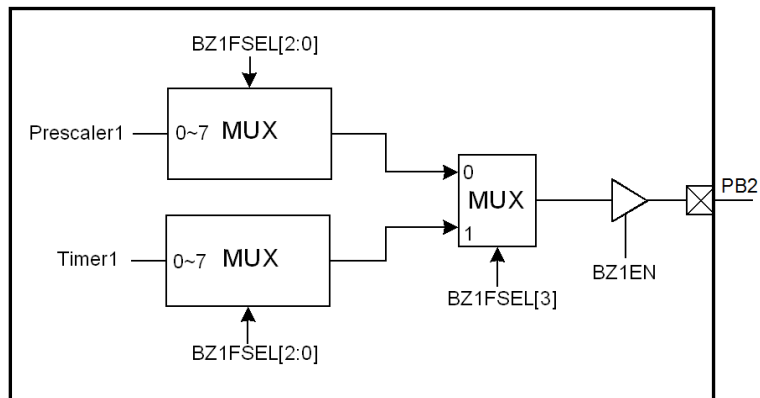 BZ1FSEL[2:0]
Prescaler1
0~7 MUX
0
MUX
1
PB2
Timer1
0~7 MUX
BZ1FSEL[3]
BZ1EN
BZ1FSEL[2:0]